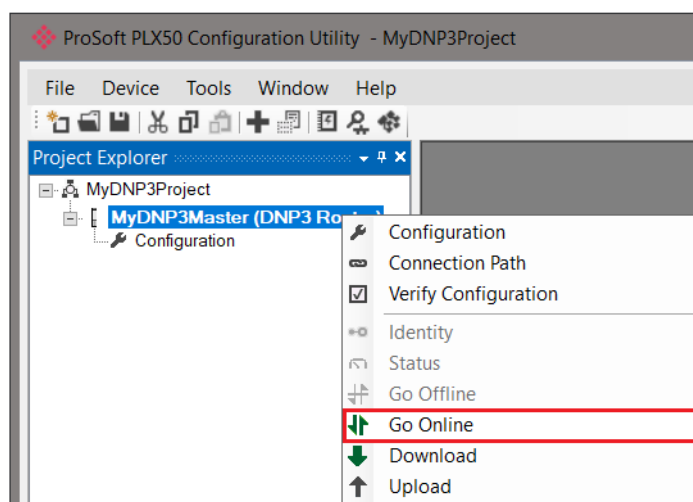 ProSoft PLX50 Configuration Utility - MyDNP3Project
File Device Tools Window Help
Project Explorer
MyDNP3Project
MyDNP3Master (DNP3
Configuration
Configuration
Connection Path
Verify Configuration
Identity
Status
Go Offline
Go Online
Download
Upload